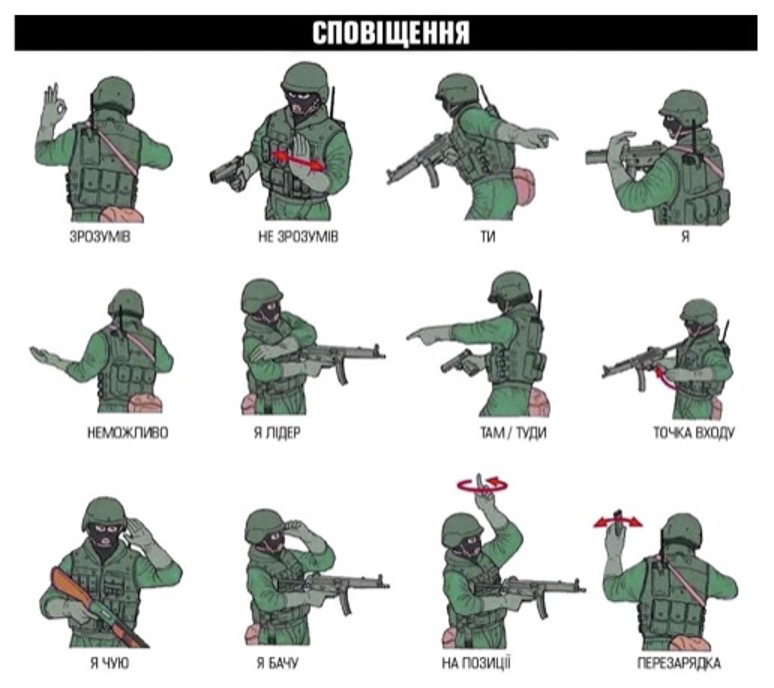 СПОВІЩЕННЯ
ЗРОЗУМІВ
НЕ ЗРОЗУМІВ
ТИ
Я
НЕМОЖЛИВО
Я ЛІДЕР
ТАМ / ТУДИ
ТОЧКА ВХОДУ
Я ЧУЮ
Я БАЧУ
НА ПОЗИЦІЇ
ПЕРЕЗАРЯДКА